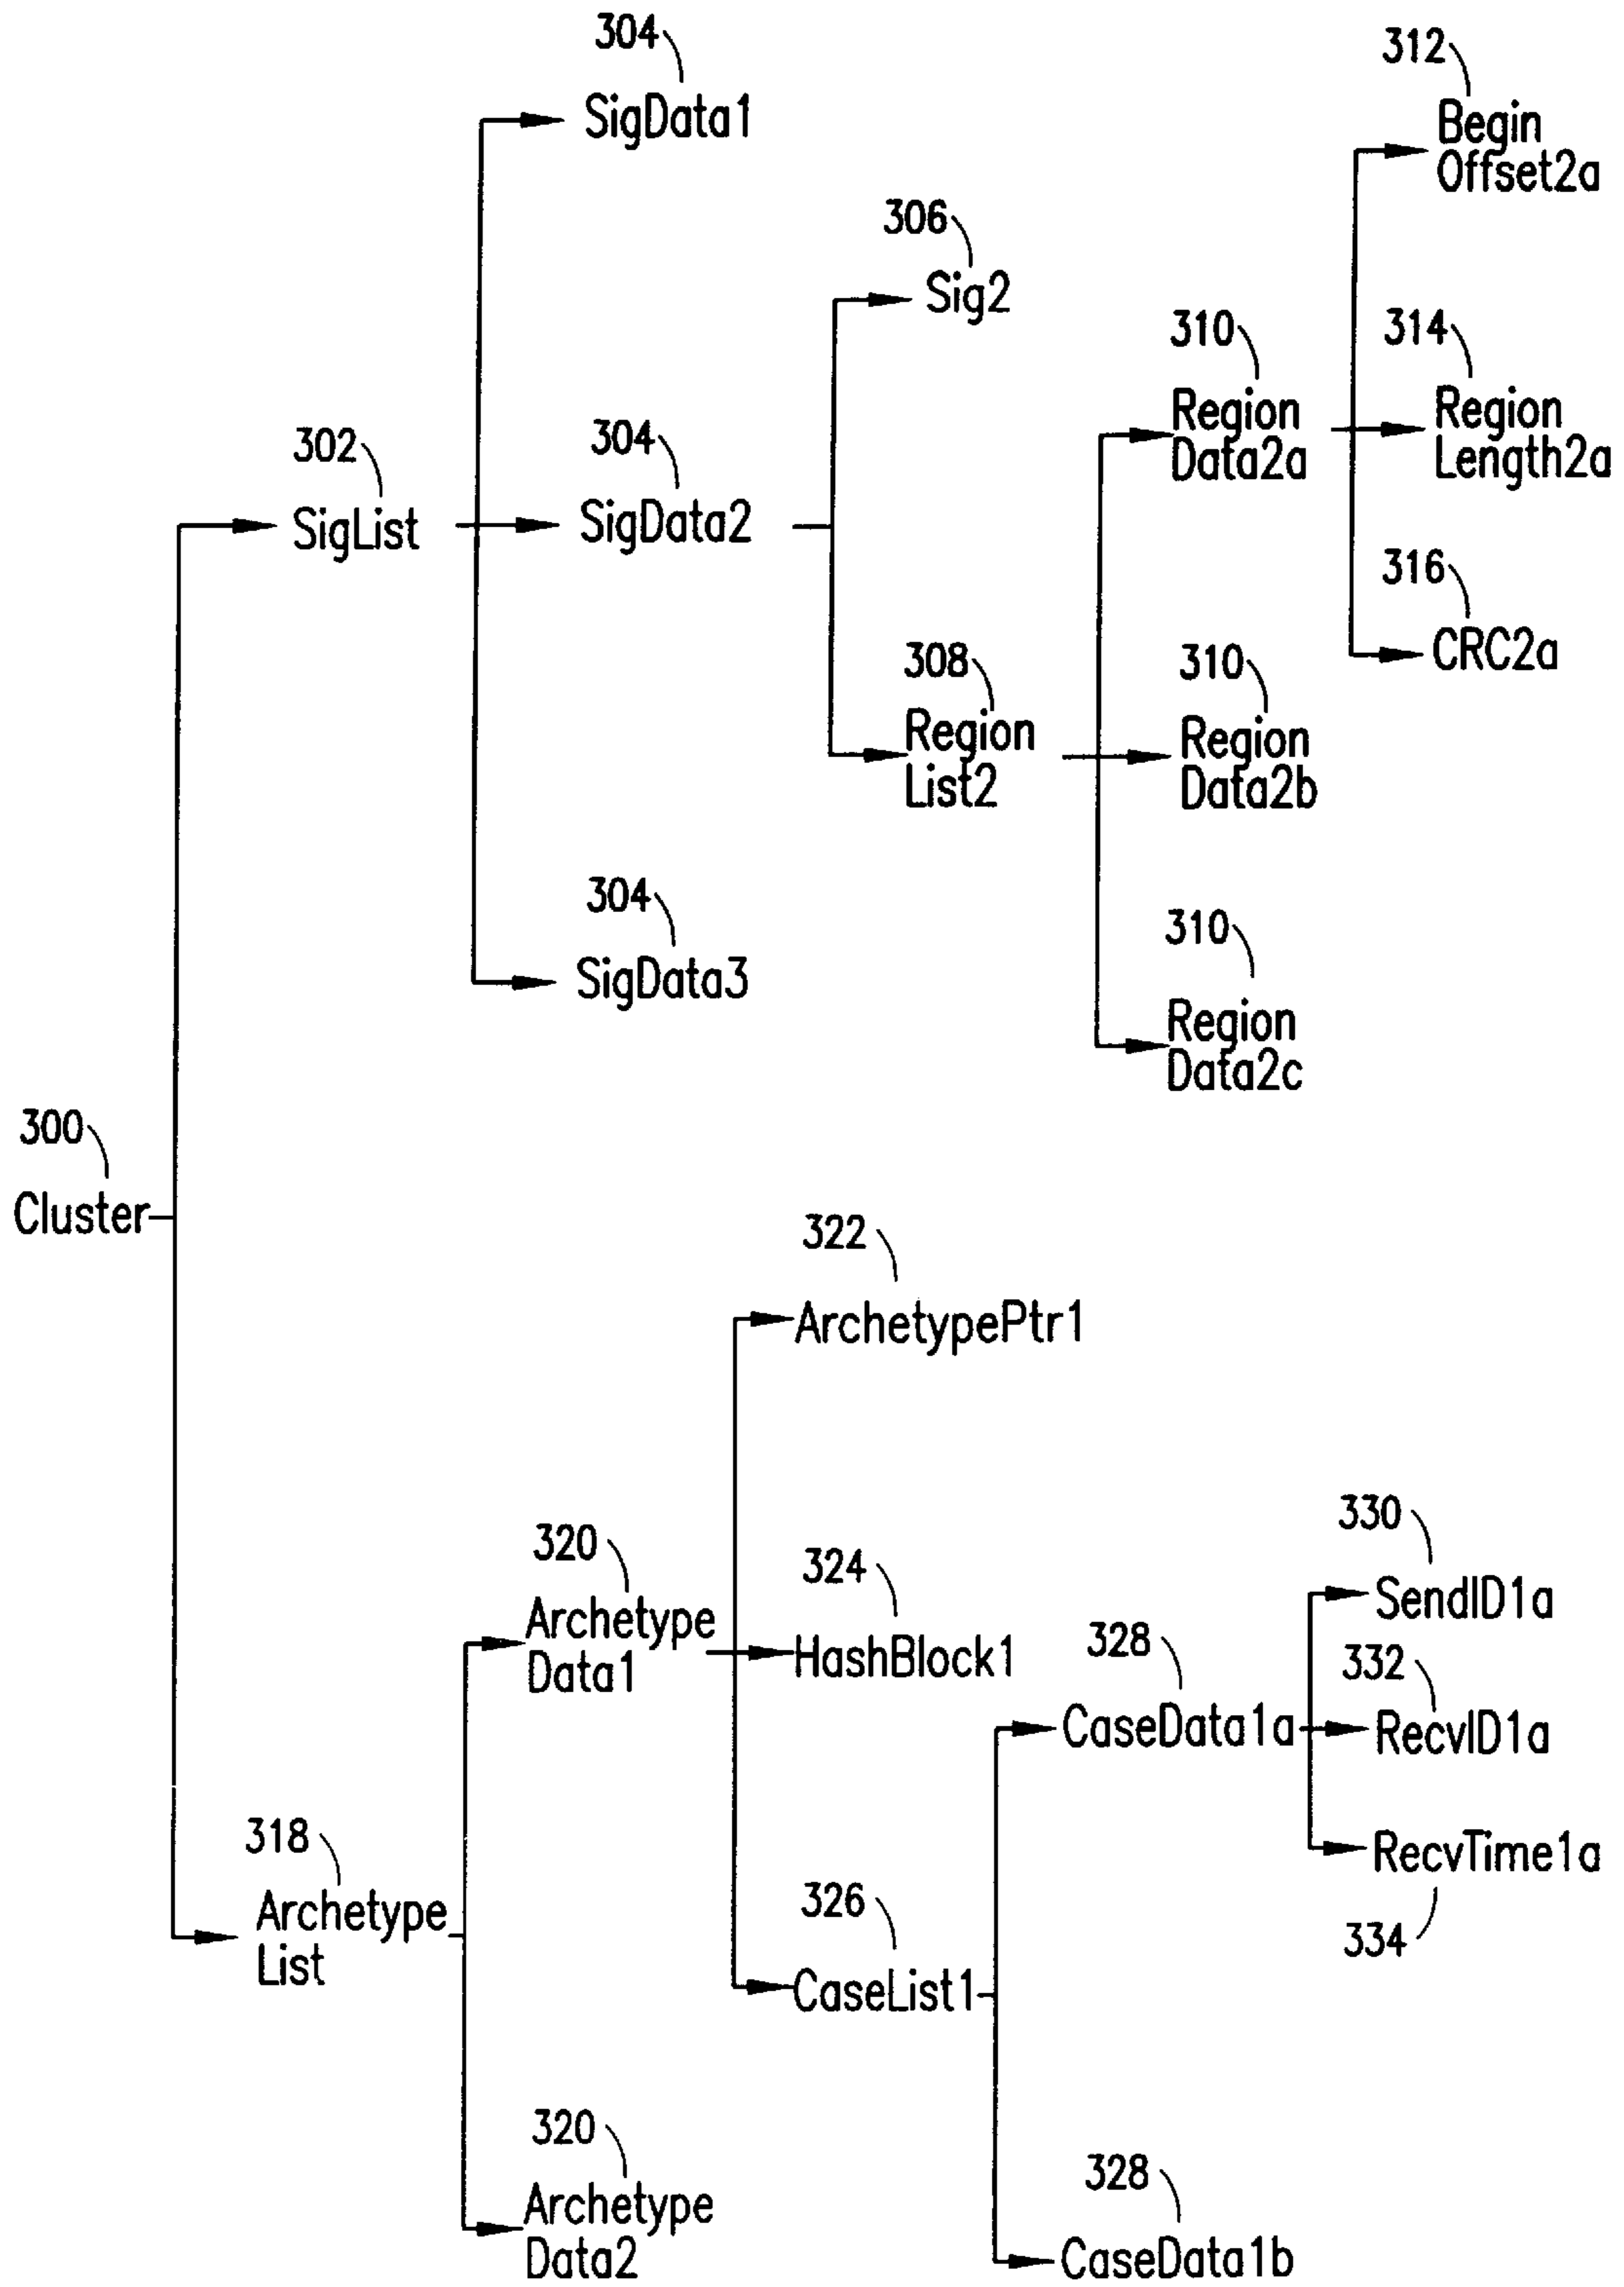 304
SigData1
312
Begin
Offset2a
306
Sig2
310
Region
Data2a
314
Region
Length2a
302
SigList
304
SigData2
316
CRC2a
308
Region
List2
310
Region
Data2b
304
SigData3
310
Region
Data2c
300
Cluster
322
ArchetypePtr1
320
Archetype
Data1
324
HashBlock1
330
SendID1a
328
CaseData1a
332
RecvID1a
RecvTime1a
334
318
Archetype
List
326
CaseList1
320
Archetype
Data2
328
CaseData1b